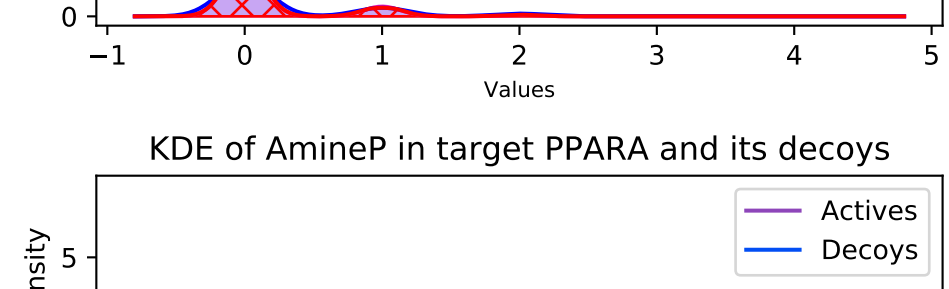 0
−1 0 1 2 3 4 5
Values
KDE of AmineP in target PPARA and its decoys
Actives
Decoys
5
nsity